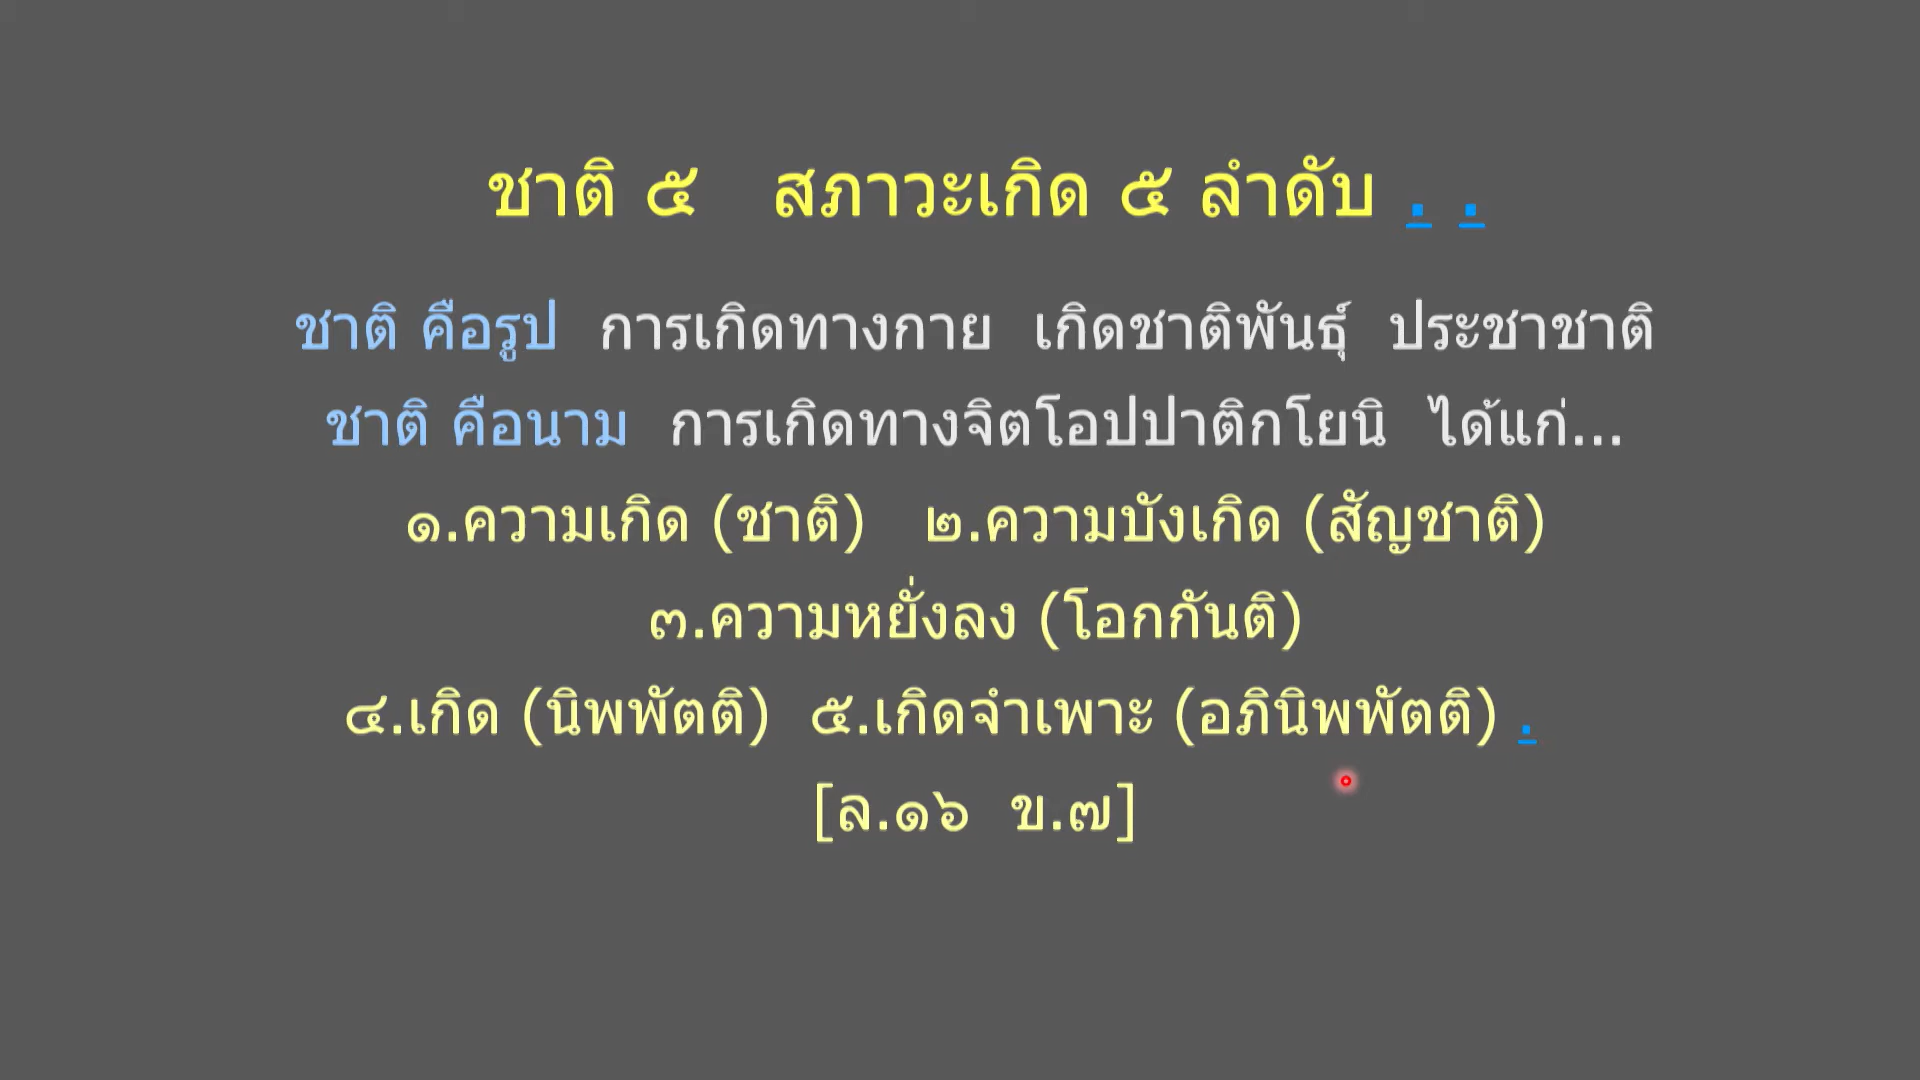 ชาติ ๕ สภาวะเกิด ๕ ลำดับ . .
ชาติ คือรูป การเกิดทางกาย เกิดชาติพันธุ์ ประชาชาติ
ชาติ คือนาม การเกิดทางจิตโอปปาติกโยนิ ได้แก่...
๑.ความเกิด (ชาติ) ๒.ความบังเกิด (สัญชาติ)
๓.ความหยั่งลง (โอกกันติ)
๔.เกิด (นิพพัตติ) ๕.เกิดจำเพาะ (อภินิพพัตติ) .
[ล.๑๖ ข.๗]